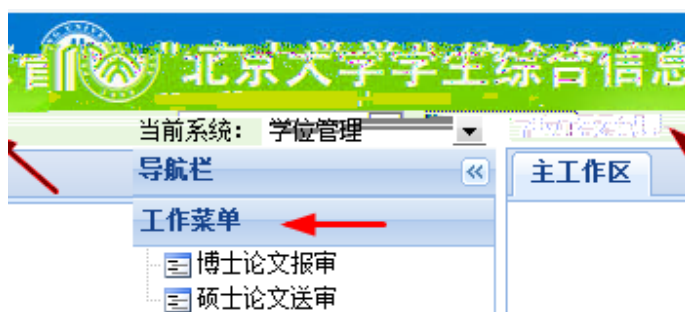 北京大学学生综合信息
当前系统： 学位管理
导航栏
主工作区
工作菜单
博士论文报审
硕士论文送审